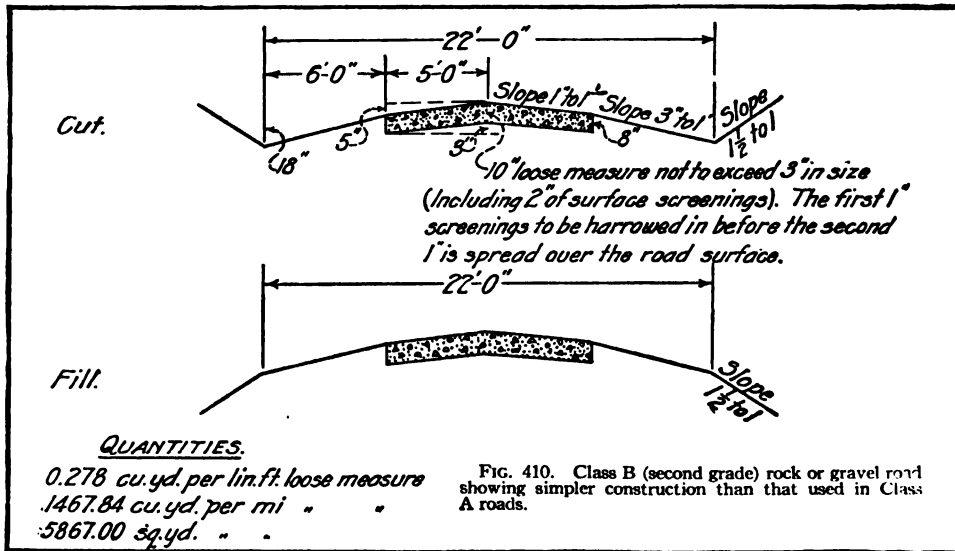 22'-0"
6'-0" 5'-0"
Slope 1" to 1' Slope 3" to 1'
Cut.
5"
3"
8"
18"
Slope
1½ to 1
10" loose measure not to exceed 3" in size
(Including 2" of surface screenings). The first 1"
screenings to be harrowed in before the second
1" is spread over the road surface.
22'-0"
Fill.
Slope
1½ to 1
QUANTITIES.
0.278 cu.yd. per lin.ft. loose measure
1467.84 cu.yd. per mi " "
5867.00 sq.yd. " "
FIG. 410. Class B (second grade) rock or gravel road
showing simpler construction than that used in Class
A roads.